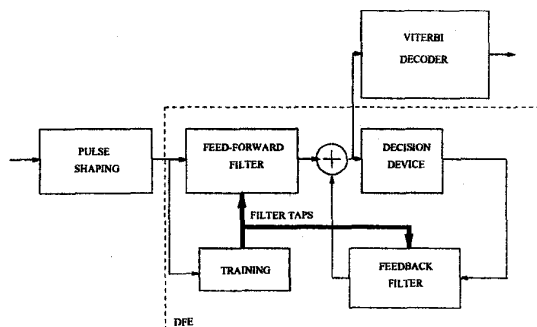 VITERBI
DECODER
PULSE
SHAPING
FEED-FORWARD
FILTER
DECISION
DEVICE
FILTER TAPS
TRAINING
FEEDBACK
FILTER
DFE